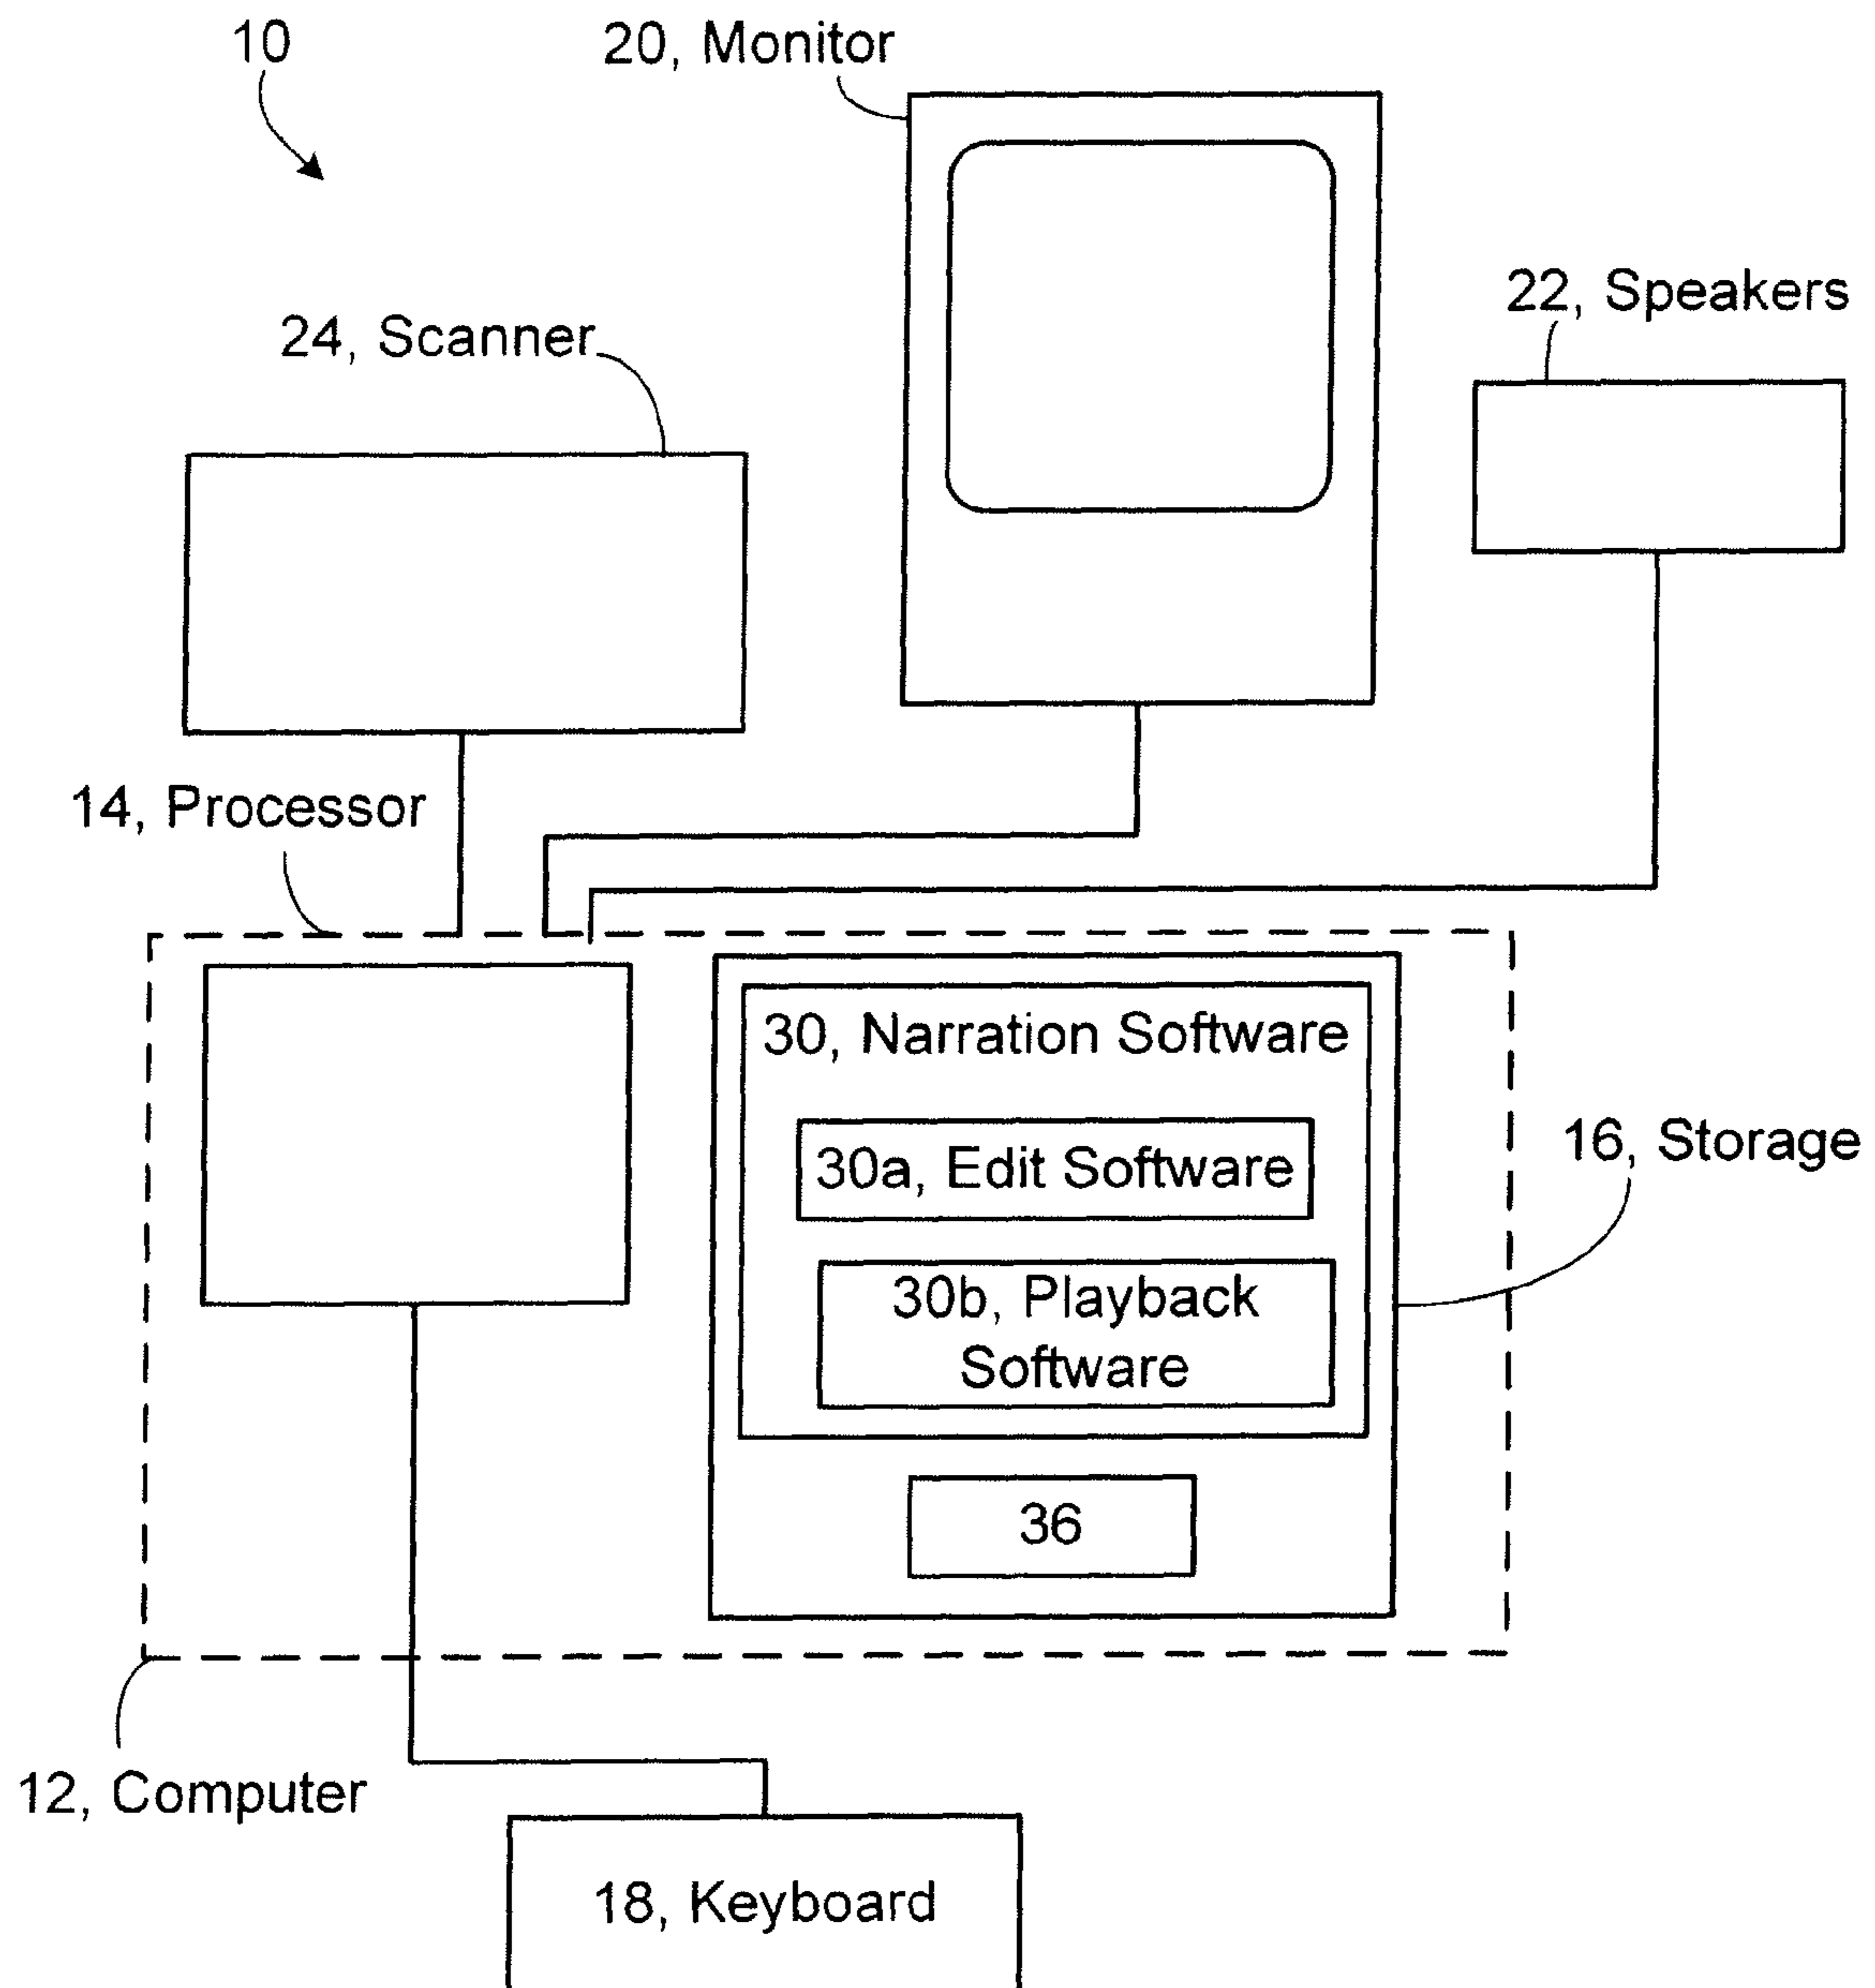 10
20, Monitor
22, Speakers
24, Scanner
14, Processor
30, Narration Software
30a, Edit Software
16, Storage
30b, Playback
Software
36
12, Computer
18, Keyboard